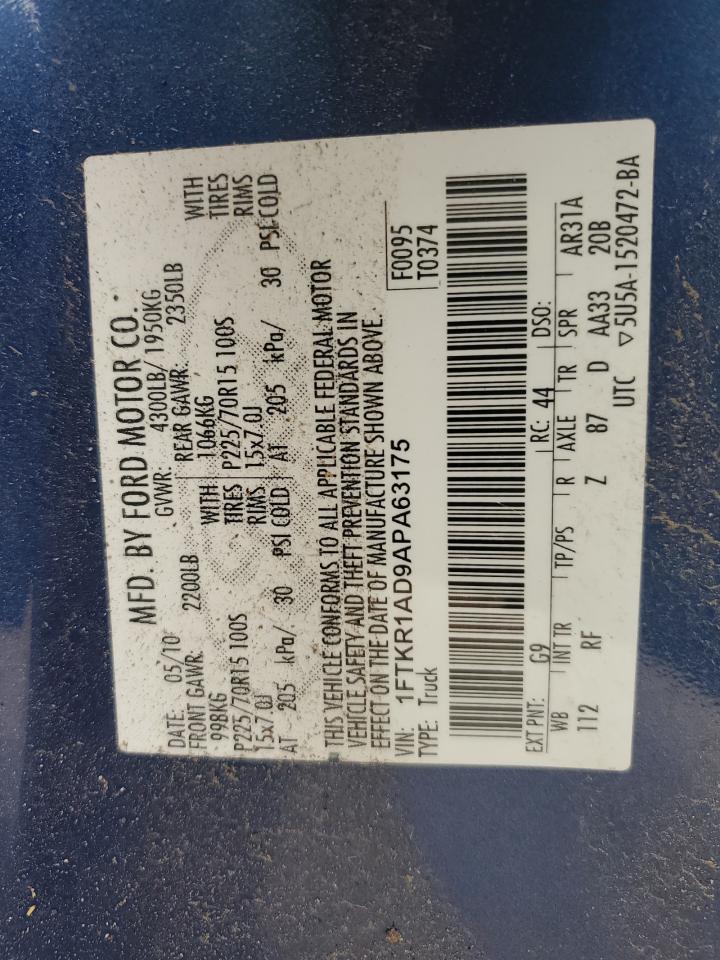 MFD. BY FORD MOTOR CO.
DATE: 05/10 GVWR: 4300LB/ 1950KG
FRONT GAWR: 2200LB REAR GAWR: 2350LB
998KG WITH 1066KG WITH
P225/70R15 100S TIRES P225/70R15 100S TIRES
15x7.0J RIMS 15x7.0J RIMS
AT 205 kPa/ 30 PSI COLD AT 205 kPa/ 30 PSI COLD
THIS VEHICLE CONFORMS TO ALL APPLICABLE FEDERAL MOTOR
VEHICLE SAFETY AND THEFT PREVENTION STANDARDS IN
EFFECT ON THE DATE OF MANUFACTURE SHOWN ABOVE.
VIN: 1FTKR1AD9APA63175 F0095
TYPE: Truck T0374
EXT PNT: G9 RC: 44 DSO:
WB INT TR TP/PS R AXLE TR SPR AR31A
112 RF Z 87 D AA33 20B
UTC ▽5U5A-1520472-BA